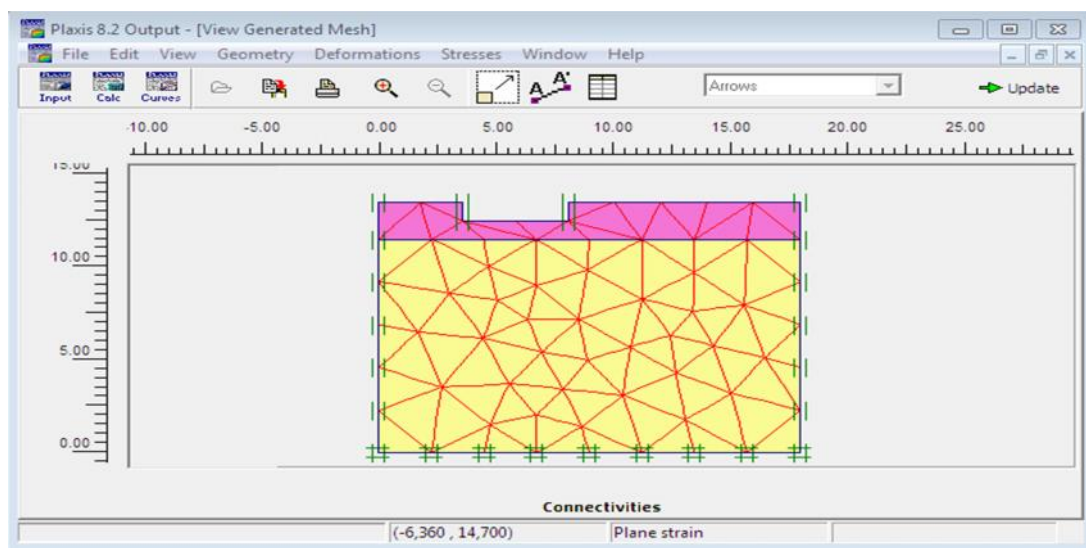 Plaxis 8.2 Output - [View Generated Mesh]
File Edit View Geometry Deformations Stresses Window Help
Input Calc Curves Arrows Update
-10.00 -5.00 0.00 5.00 10.00 15.00 20.00 25.00
15.00
10.00
5.00
0.00
Connectivities
(-6,360 , 14,700) Plane strain